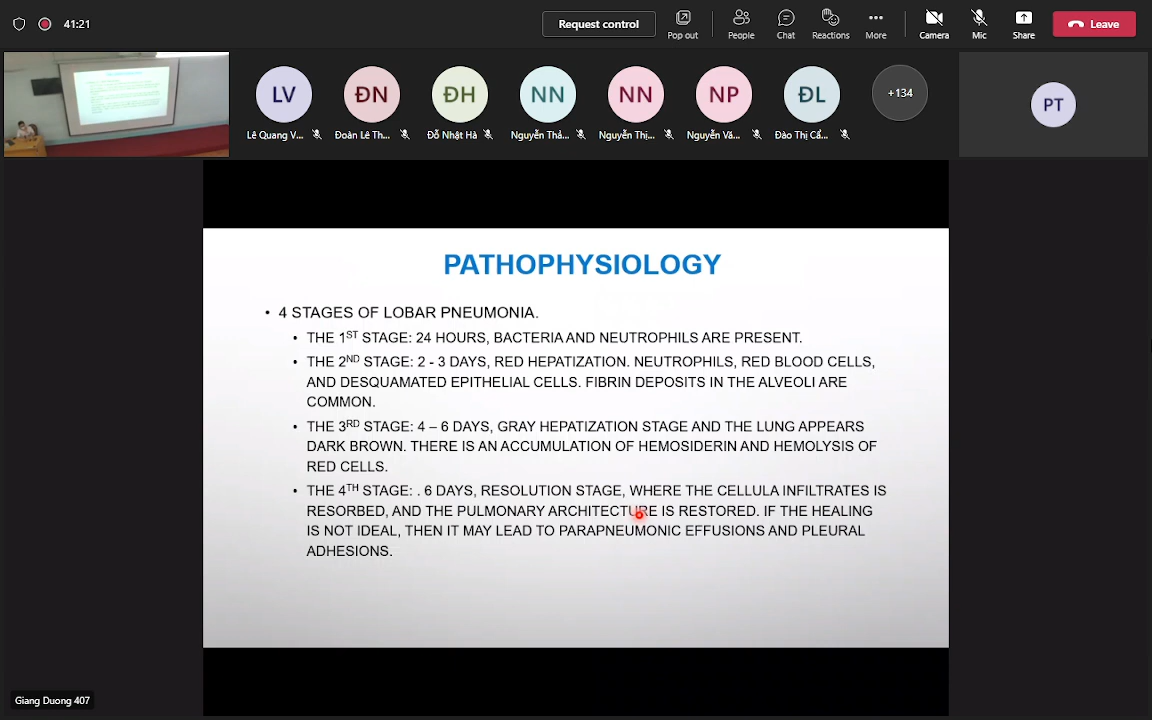 41:21
Request control
Pop out
People
Chat
Reactions
More
Camera
Mic
Share
Leave
LV
ĐN
ĐH
NN
NN
NP
ĐL
+134
PT
Lê Quang V...
Đoàn Lê Th...
Đỗ Nhật Hà
Nguyễn Thả...
Nguyễn Thị...
Nguyễn Vă...
Đào Thị Cẩ...
PATHOPHYSIOLOGY
• 4 STAGES OF LOBAR PNEUMONIA.
• THE 1ST STAGE: 24 HOURS, BACTERIA AND NEUTROPHILS ARE PRESENT.
• THE 2ND STAGE: 2 - 3 DAYS, RED HEPATIZATION. NEUTROPHILS, RED BLOOD CELLS,
AND DESQUAMATED EPITHELIAL CELLS. FIBRIN DEPOSITS IN THE ALVEOLI ARE
COMMON.
• THE 3RD STAGE: 4 – 6 DAYS, GRAY HEPATIZATION STAGE AND THE LUNG APPEARS
DARK BROWN. THERE IS AN ACCUMULATION OF HEMOSIDERIN AND HEMOLYSIS OF
RED CELLS.
• THE 4TH STAGE: . 6 DAYS, RESOLUTION STAGE, WHERE THE CELLULA INFILTRATES IS
RESORBED, AND THE PULMONARY ARCHITECTURE IS RESTORED. IF THE HEALING
IS NOT IDEAL, THEN IT MAY LEAD TO PARAPNEUMONIC EFFUSIONS AND PLEURAL
ADHESIONS.
Giang Duong 407